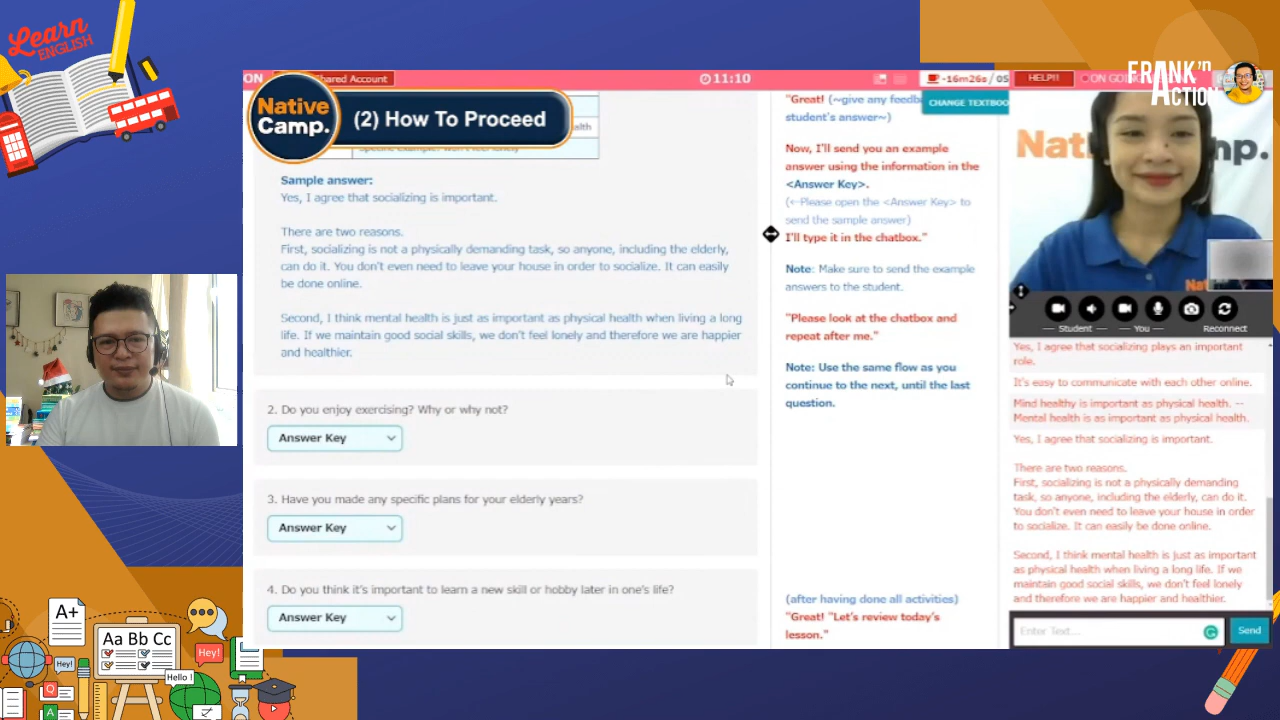 Learn
ENGLISH
FRANK'n
ACTION
ON
Shared Account
11:10
-16m26s/05
HELP!!
ON GOING
Native
Camp.
(2) How To Proceed
alth
Specific example: won't feel lonely
Sample answer:
Yes, I agree that socializing is important.
There are two reasons.
First, socializing is not a physically demanding task, so anyone, including the elderly,
can do it. You don't even need to leave your house in order to socialize. It can easily
be done online.
Second, I think mental health is just as important as physical health when living a long
life. If we maintain good social skills, we don't feel lonely and therefore we are happier
and healthier.
2. Do you enjoy exercising? Why or why not?
Answer Key
3. Have you made any specific plans for your elderly years?
Answer Key
4. Do you think it's important to learn a new skill or hobby later in one's life?
Answer Key
"Great! (~give any feedba
CHANGE TEXTBOO
student's answer~)
Now, I'll send you an example
answer using the information in the
<Answer Key>.
(←Please open the <Answer Key> to
send the sample answer)
I'll type it in the chatbox."
Note: Make sure to send the example
answers to the student.
"Please look at the chatbox and
repeat after me."
Note: Use the same flow as you
continue to the next, until the last
question.
(after having done all activities)
"Great! "Let's review today's
lesson."
Nat
mp.
Nati
— Student —
— You —
Reconnect
Yes, I agree that socializing plays an important
role.
It's easy to communicate with each other online.
Mind healthy is important as physical health. --
Mental health is as important as physical health.
Yes, I agree that socializing is important.
There are two reasons.
First, socializing is not a physically demanding
task, so anyone, including the elderly, can do it.
You don't even need to leave your house in order
to socialize. It can easily be done online.
Second, I think mental health is just as important
as physical health when living a long life. If we
maintain good social skills, we don't feel lonely
and therefore we are happier and healthier.
Enter Text...
Send
A+
Aa Bb Cc
Hey!
Hey!
Hello !
Q
A